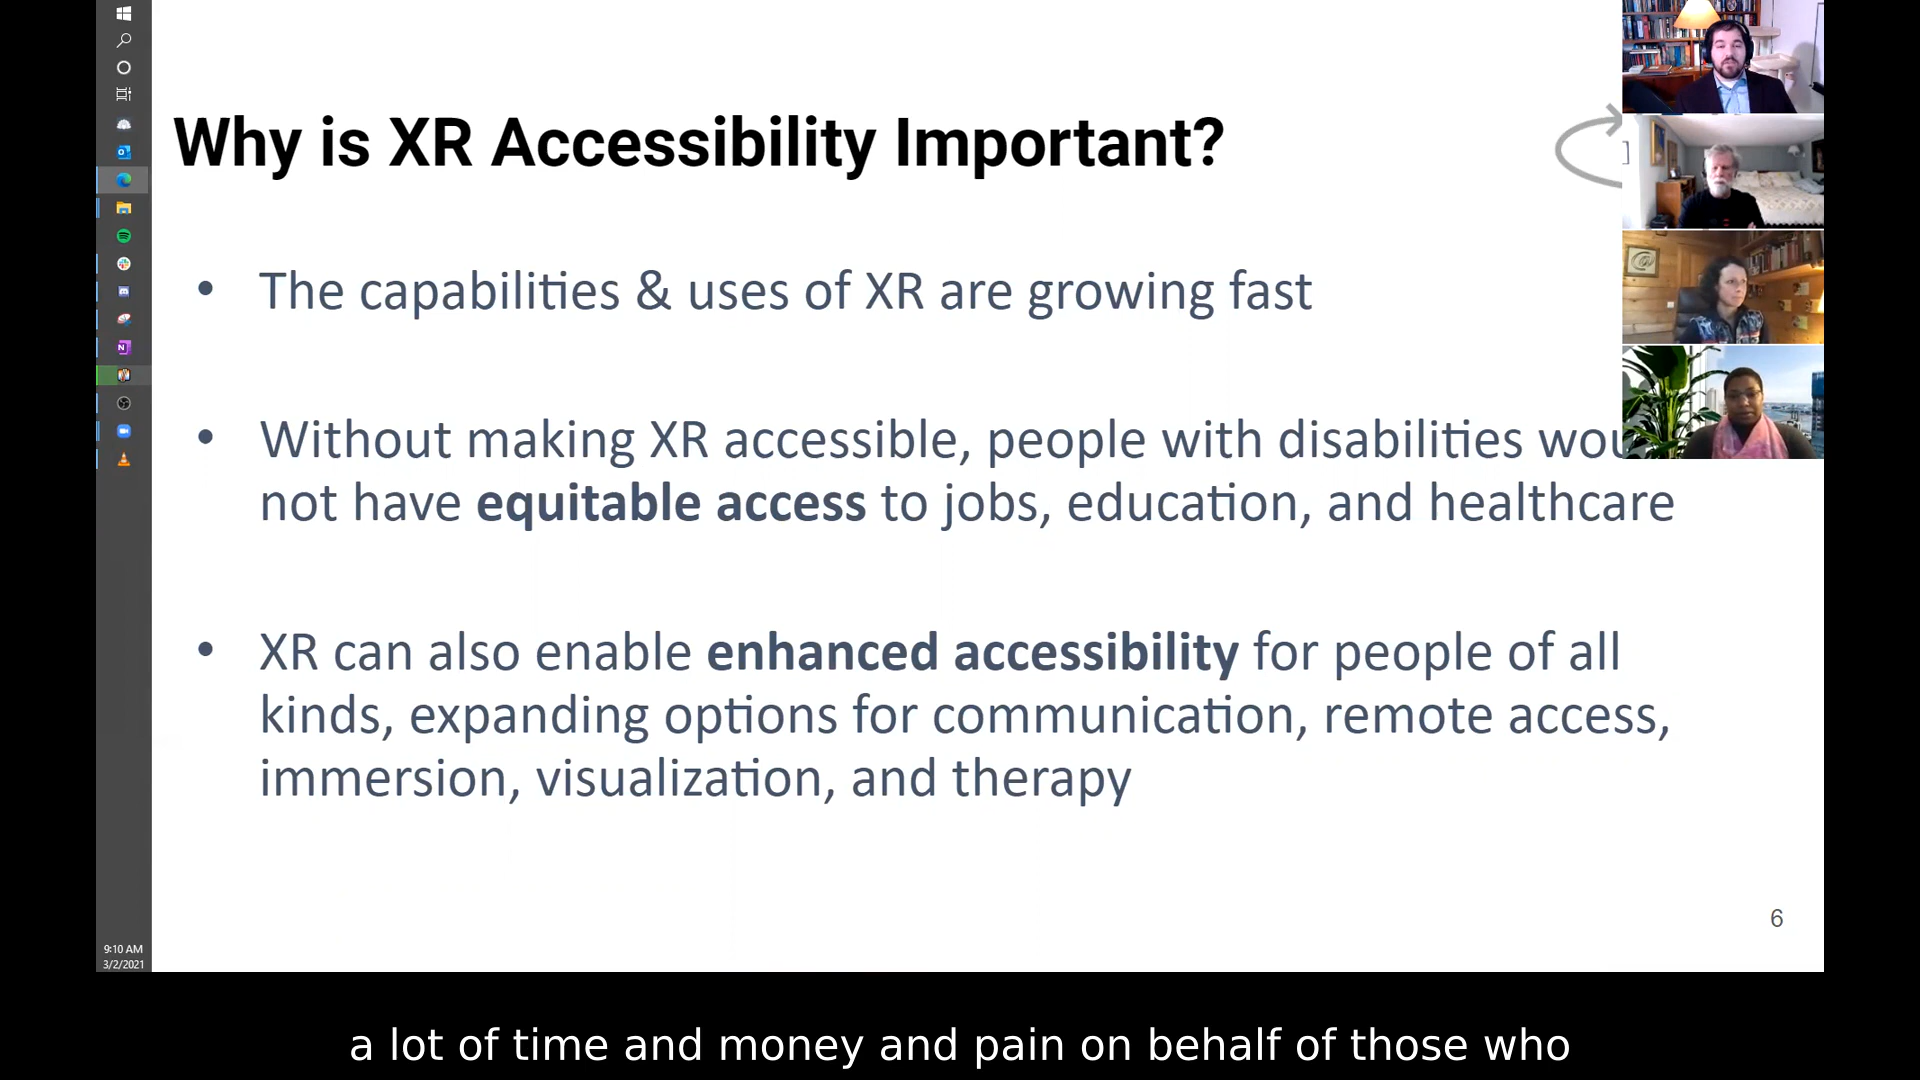 Why is XR Accessibility Important?
• The capabilities & uses of XR are growing fast
• Without making XR accessible, people with disabilities wou
not have equitable access to jobs, education, and healthcare
• XR can also enable enhanced accessibility for people of all
kinds, expanding options for communication, remote access,
immersion, visualization, and therapy
6
9:10 AM
3/2/2021
a lot of time and money and pain on behalf of those who